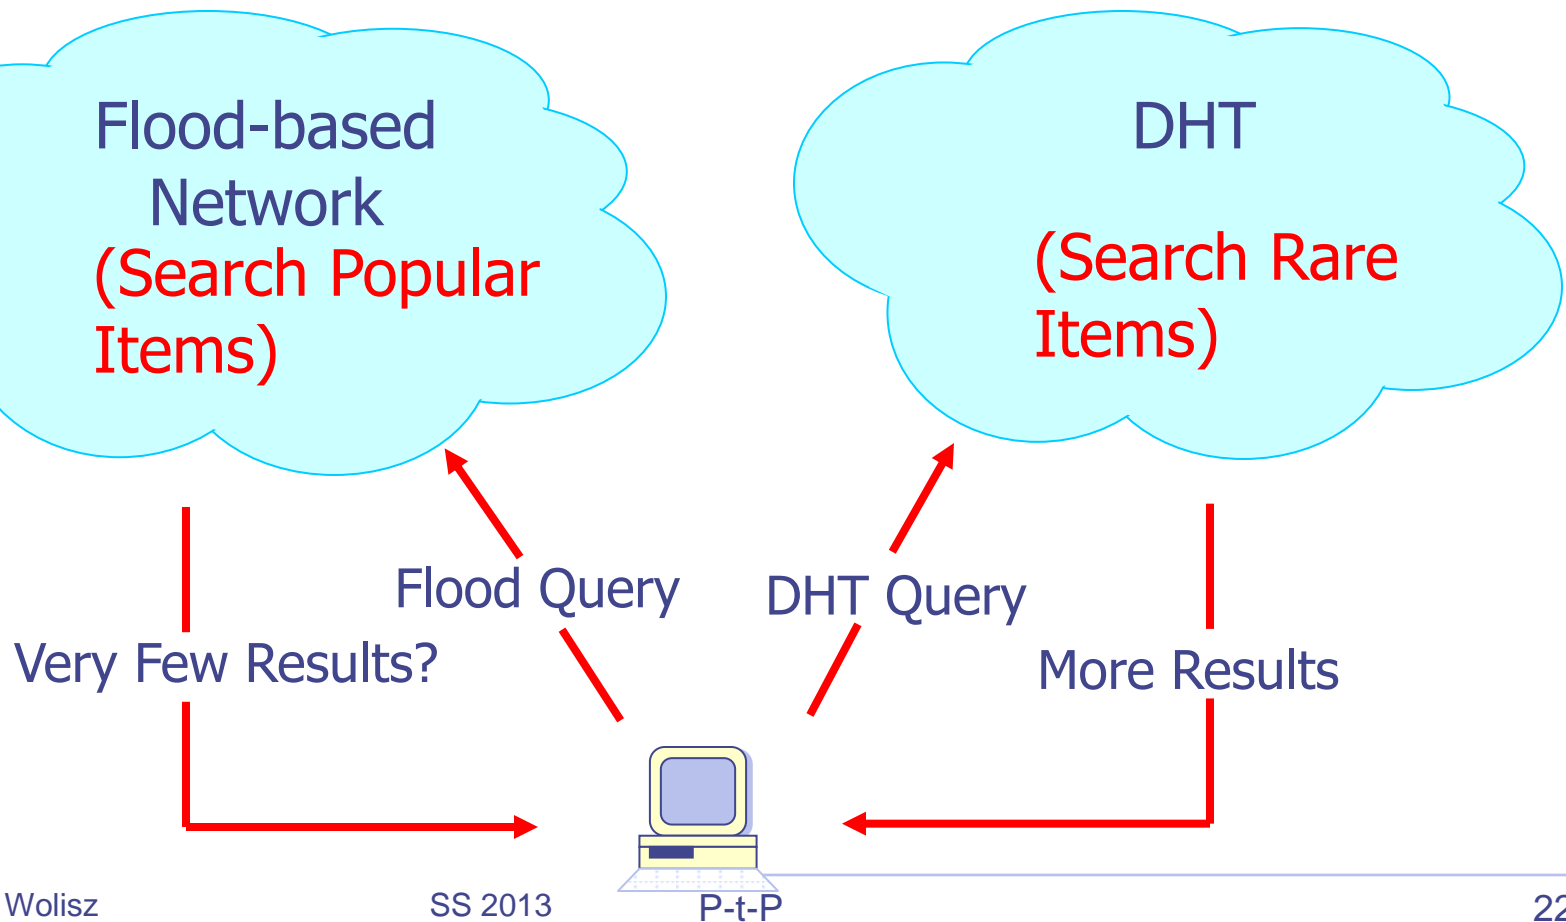 Flood-based
Network
(Search Popular
Items)
DHT
(Search Rare
Items)
Flood Query
DHT Query
Very Few Results?
More Results
Wolisz
SS 2013
P-t-P
22